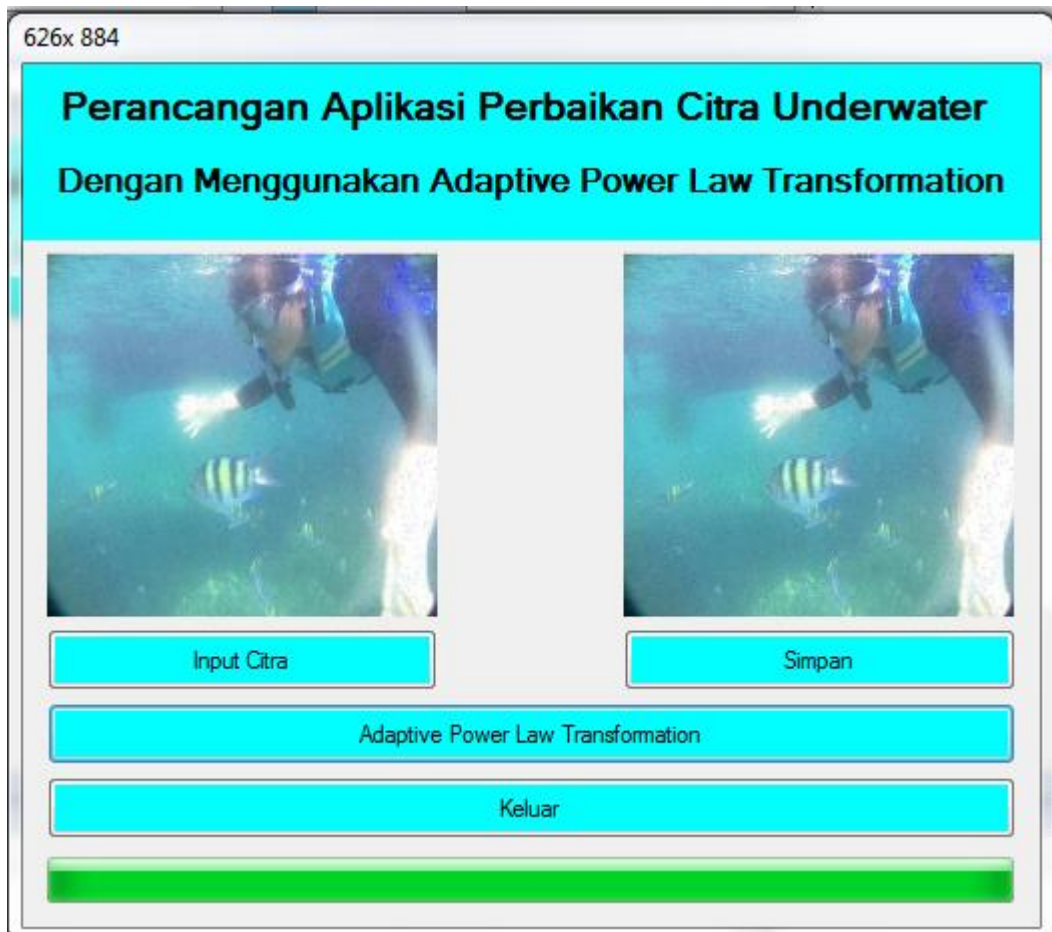 626x 884
Perancangan Aplikasi Perbaikan Citra Underwater
Dengan Menggunakan Adaptive Power Law Transformation
Input Citra
Simpan
Adaptive Power Law Transformation
Keluar